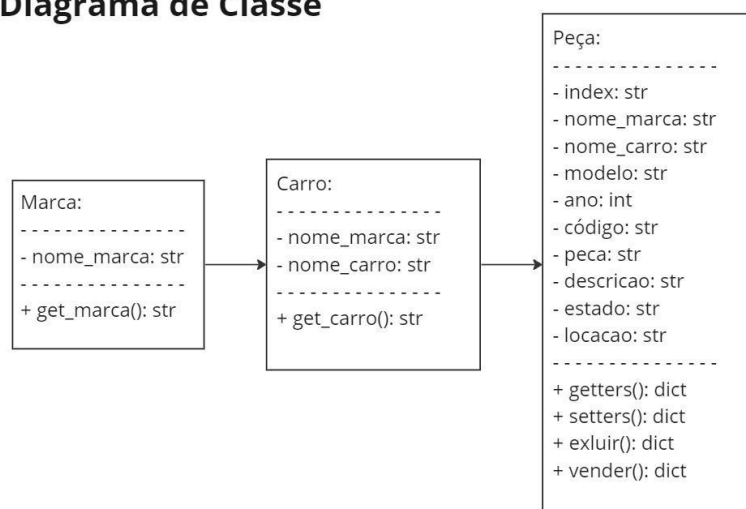 Diagrama de Classe
Marca:
- - - - - - - - - - - - - - -
- nome_marca: str
- - - - - - - - - - - - - - -
+ get_marca(): str
Carro:
- - - - - - - - - - - - - - -
- nome_marca: str
- nome_carro: str
- - - - - - - - - - - - - - -
+ get_carro(): str
Peça:
- - - - - - - - - - - - - - -
- index: str
- nome_marca: str
- nome_carro: str
- modelo: str
- ano: int
- código: str
- peca: str
- descricao: str
- estado: str
- locacao: str
- - - - - - - - - - - - - - -
+ getters(): dict
+ setters(): dict
+ exluir(): dict
+ vender(): dict